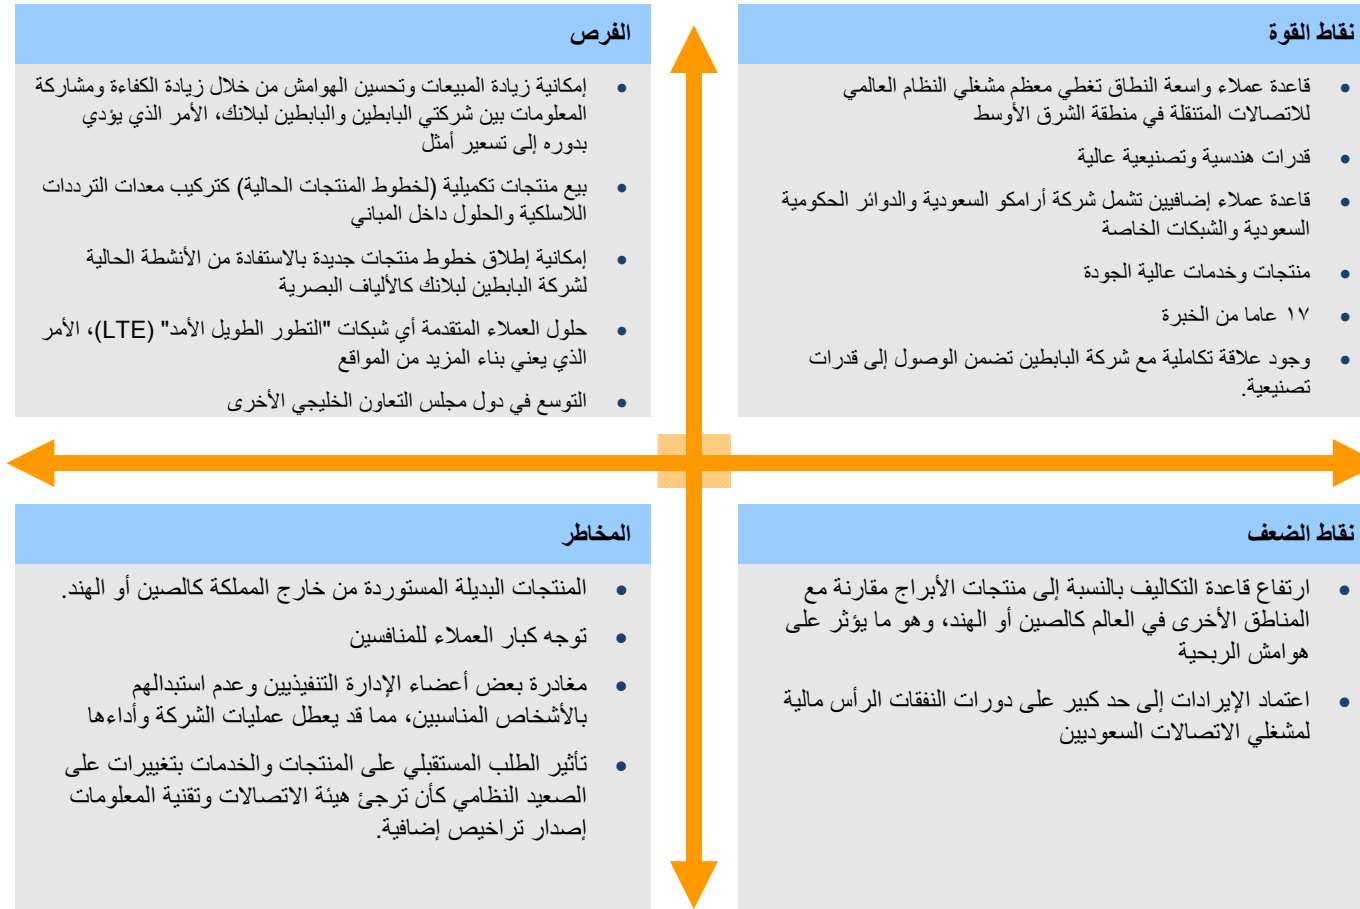 نقاط القوة
قاعدة عملاء واسعة النطاق تغطي معظم مشغلي النظام العالمي
للاتصالات المتنقلة في منطقة الشرق الأوسط
قدرات هندسية وتصنيعية عالية
قاعدة عملاء إضافيين تشمل شركة أرامكو السعودية والدوائر الحكومية
السعودية والشبكات الخاصة
منتجات وخدمات عالية الجودة
١٧ عاما من الخبرة
وجود علاقة تكاملية مع شركة البابطين تضمن الوصول إلى قدرات
تصنيعية.
الفرص
إمكانية زيادة المبيعات وتحسين الهوامش من خلال زيادة الكفاءة ومشاركة
المعلومات بين شركتي البابطين والبابطين لبلانك، الأمر الذي يؤدي
بدوره إلى تسعير أمثل
بيع منتجات تكميلية (لخطوط المنتجات الحالية) كتركيب معدات الترددات
اللاسلكية والحلول داخل المباني
إمكانية إطلاق خطوط منتجات جديدة بالاستفادة من الأنشطة الحالية
لشركة البابطين لبلانك كالألياف البصرية
حلول العملاء المتقدمة أي شبكات "التطور الطويل الأمد" (LTE)، الأمر
الذي يعني بناء المزيد من المواقع
التوسع في دول مجلس التعاون الخليجي الأخرى
نقاط الضعف
ارتفاع قاعدة التكاليف بالنسبة إلى منتجات الأبراج مقارنة مع
المناطق الأخرى في العالم كالصين أو الهند، وهو ما يؤثر على
هوامش الربحية
اعتماد الإيرادات إلى حد كبير على دورات النفقات الرأس مالية
لمشغلي الاتصالات السعوديين
المخاطر
المنتجات البديلة المستوردة من خارج المملكة كالصين أو الهند.
توجه كبار العملاء للمنافسين
مغادرة بعض أعضاء الإدارة التنفيذيين وعدم استبدالهم
بالأشخاص المناسبين، مما قد يعطل عمليات الشركة وأداءها
تأثير الطلب المستقبلي على المنتجات والخدمات بتغييرات على
الصعيد النظامي كأن ترجئ هيئة الاتصالات وتقنية المعلومات
إصدار تراخيص إضافية.